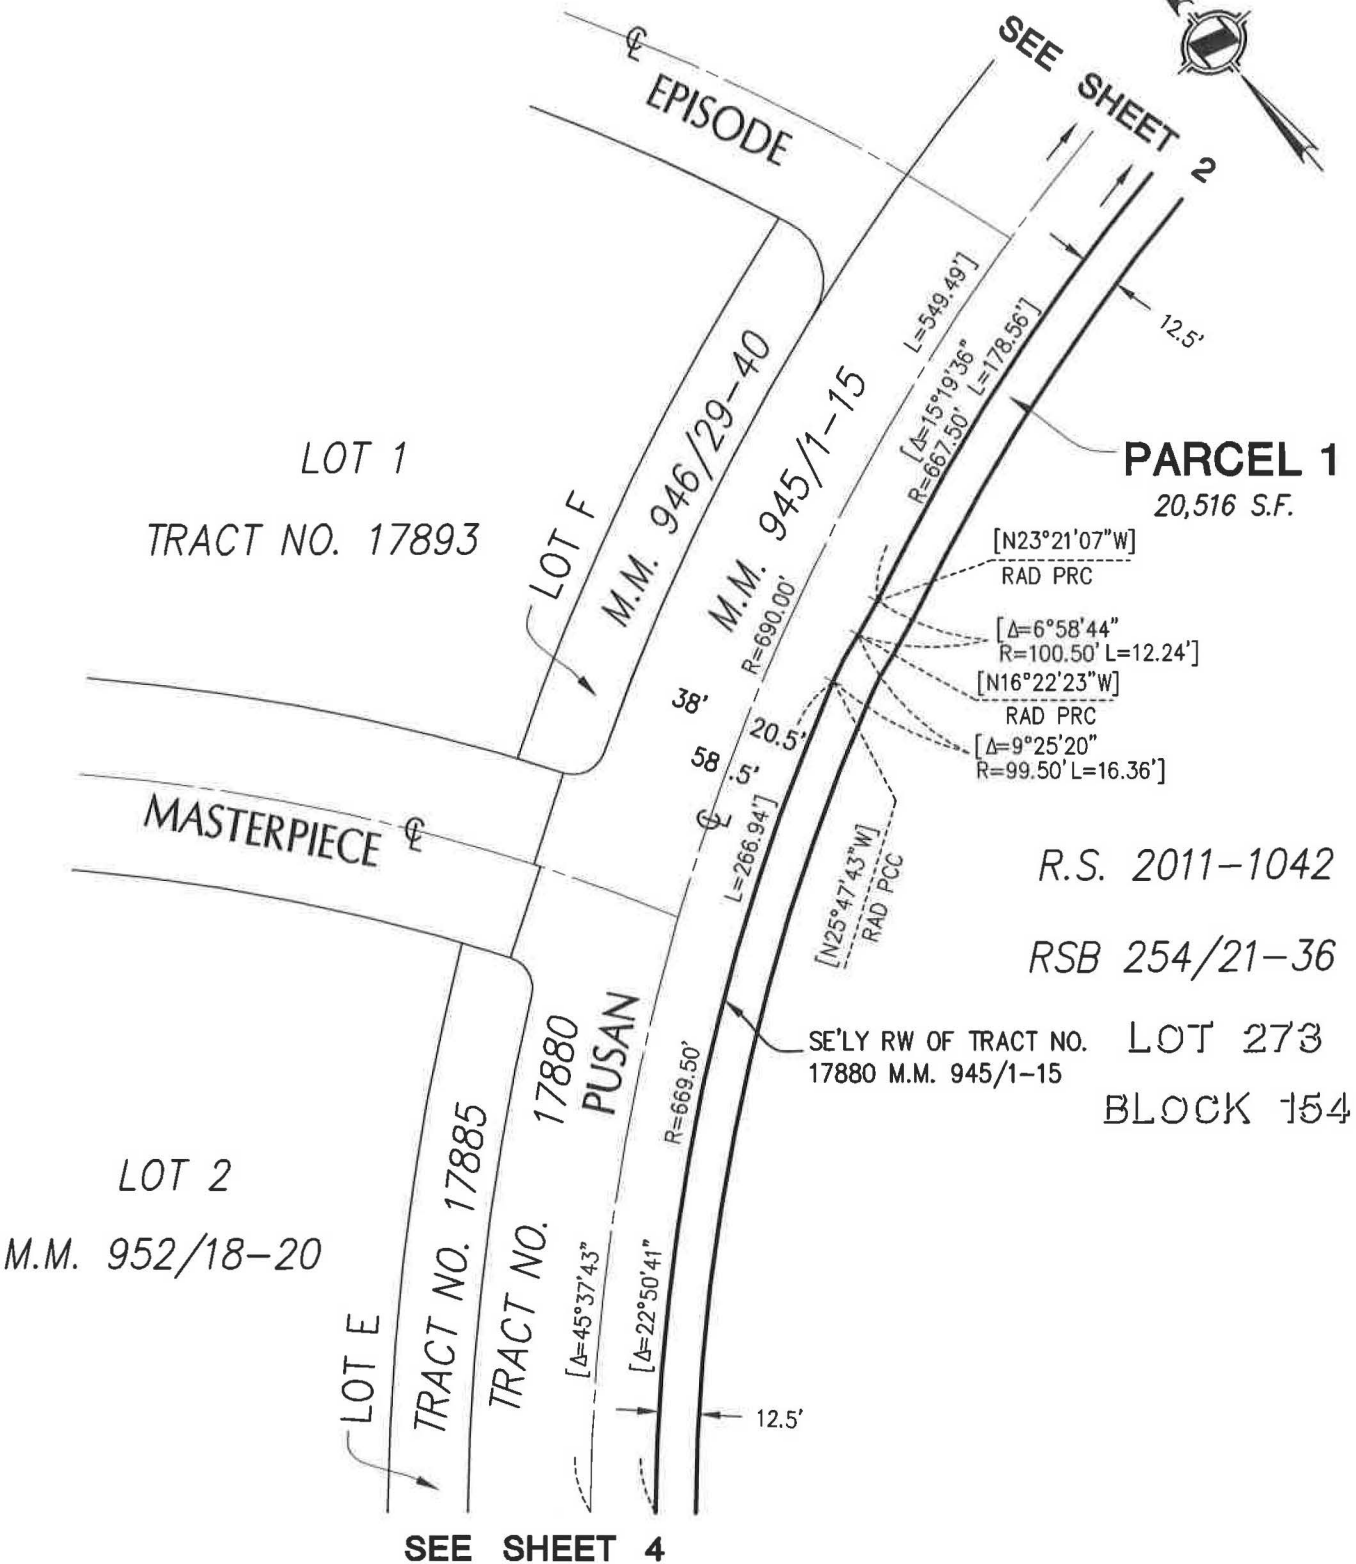 SEE SHEET 2
℄
EPISODE
L=549.49']
[Δ=15°19'36"
R=667.50' L=178.56']
12.5'
M.M. 946/29-40
M.M. 945/1-15
LOT 1
TRACT NO. 17893
LOT F
PARCEL 1
20,516 S.F.
[N23°21'07"W]
RAD PRC
[Δ=6°58'44"
R=100.50' L=12.24']
[N16°22'23"W]
RAD PRC
[Δ=9°25'20"
R=99.50' L=16.36']
R=690.00'
38'
20.5'
58.5'
℄
L=266.94']
[N25°47'43"W]
RAD PCC
MASTERPIECE ℄
R.S. 2011-1042
RSB 254/21-36
LOT 273
BLOCK 154
SE'LY RW OF TRACT NO.
17880 M.M. 945/1-15
PUSAN
R=669.50'
TRACT NO. 17880
TRACT NO. 17885
LOT 2
M.M. 952/18-20
[Δ=45°37'43"
[Δ=22°50'41"
LOT E
12.5'
SEE SHEET 4